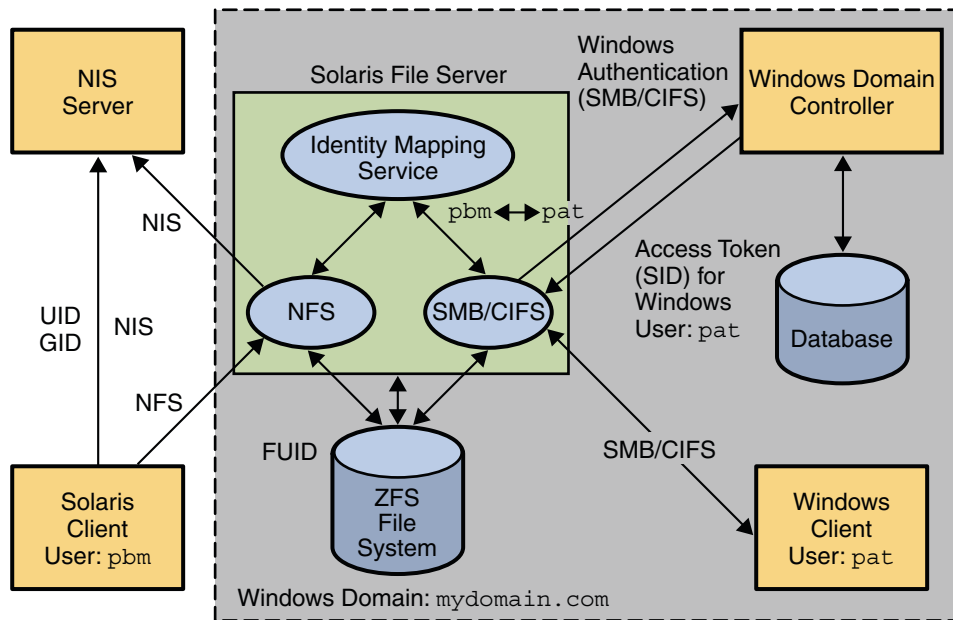 NIS
Server
Solaris File Server
Windows
Authentication
(SMB/CIFS)
Windows Domain
Controller
Identity Mapping
Service
pbm
pat
NIS
Access Token
(SID) for
Windows
User: pat
NFS
SMB/CIFS
Database
UID
GID
NIS
NFS
FUID
SMB/CIFS
ZFS
File
System
Solaris
Client
User: pbm
Windows
Client
User: pat
Windows Domain: mydomain.com